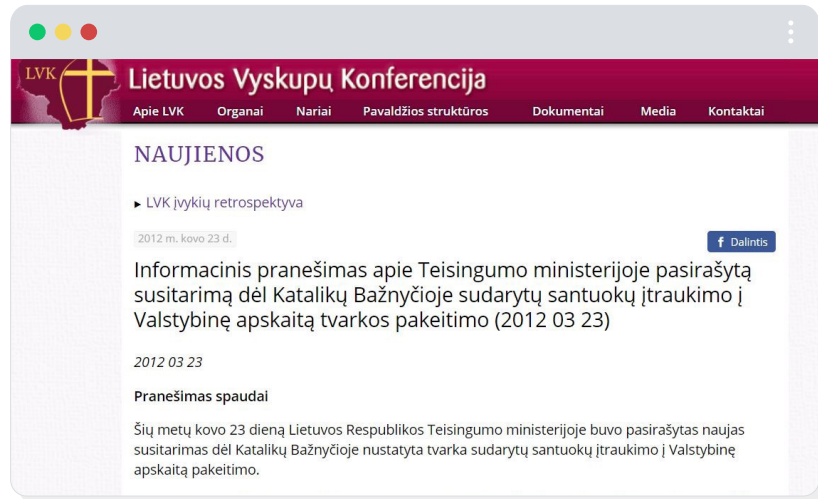 LVK
Lietuvos Vyskupų Konferencija
Apie LVK Organai Nariai Pavaldžios struktūros Dokumentai Media Kontaktai
NAUJIENOS
▸ LVK įvykių retrospektyva
2012 m. kovo 23 d.
f Dalintis
Informacinis pranešimas apie Teisingumo ministerijoje pasirašytą
susitarimą dėl Katalikų Bažnyčioje sudarytų santuokų įtraukimo į
Valstybinę apskaitą tvarkos pakeitimo (2012 03 23)
2012 03 23
Pranešimas spaudai
Šių metų kovo 23 dieną Lietuvos Respublikos Teisingumo ministerijoje buvo pasirašytas naujas
susitarimas dėl Katalikų Bažnyčioje nustatyta tvarka sudarytų santuokų įtraukimo į Valstybinę
apskaitą pakeitimo.